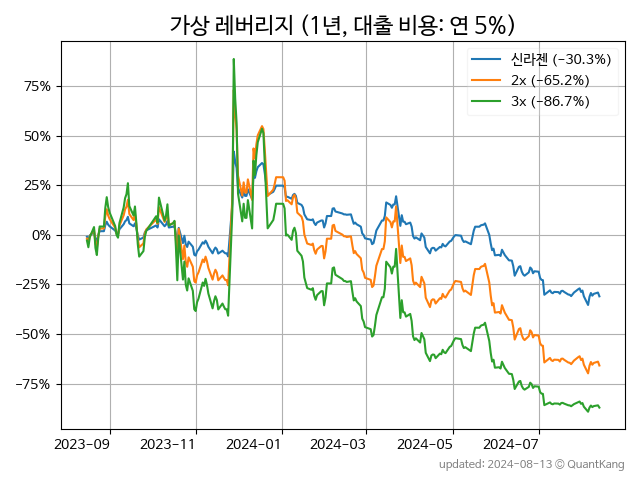 가상 레버리지 (1년, 대출 비용: 연 5%)
신라젠 (−30.3%)
2x (−65.2%)
3x (−86.7%)
75%
50%
25%
0%
−25%
−50%
−75%
2023-09
2023-11
2024-01
2024-03
2024-05
2024-07
updated: 2024-08-13 © QuantKang